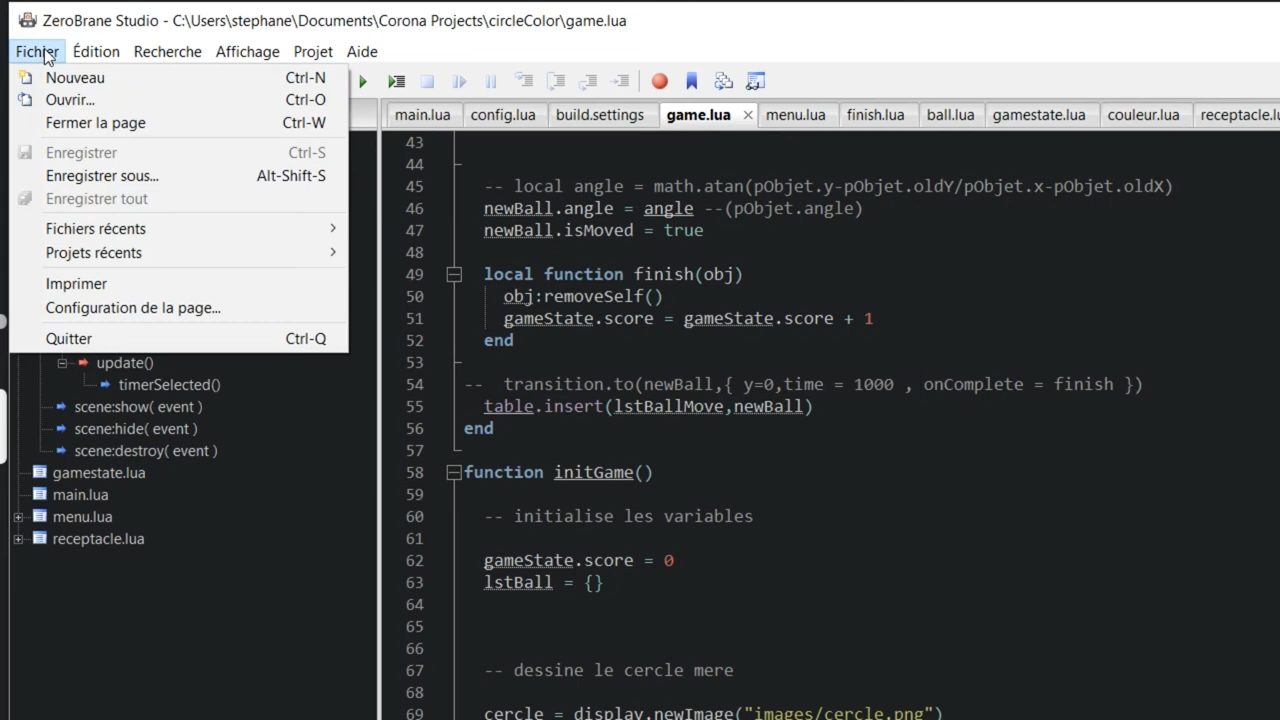 ZeroBrane Studio - C:\Users\stephane\Documents\Corona Projects\circleColor\game.lua
Fichier Édition Recherche Affichage Projet Aide
Nouveau Ctrl-N
Ouvrir... Ctrl-O
Fermer la page Ctrl-W
Enregistrer Ctrl-S
Enregistrer sous... Alt-Shift-S
Enregistrer tout
Fichiers récents
Projets récents
Imprimer
Configuration de la page...
Quitter Ctrl-Q
update()
timerSelected()
scene:show( event )
scene:hide( event )
scene:destroy( event )
gamestate.lua
main.lua
menu.lua
receptacle.lua
main.lua config.lua build.settings game.lua menu.lua finish.lua ball.lua gamestate.lua couleur.lua receptacle.lu
43
44
45 -- local angle = math.atan(pObjet.y-pObjet.oldY/pObjet.x-pObjet.oldX)
46 newBall.angle = angle --(pObjet.angle)
47 newBall.isMoved = true
48
49 local function finish(obj)
50 obj:removeSelf()
51 gameState.score = gameState.score + 1
52 end
53
54 -- transition.to(newBall,{ y=0,time = 1000 , onComplete = finish })
55 table.insert(lstBallMove,newBall)
56 end
57
58 function initGame()
59
60 -- initialise les variables
61
62 gameState.score = 0
63 lstBall = {}
64
65
66
67 -- dessine le cercle mere
68
69 cercle = display.newImage("images/cercle.png")